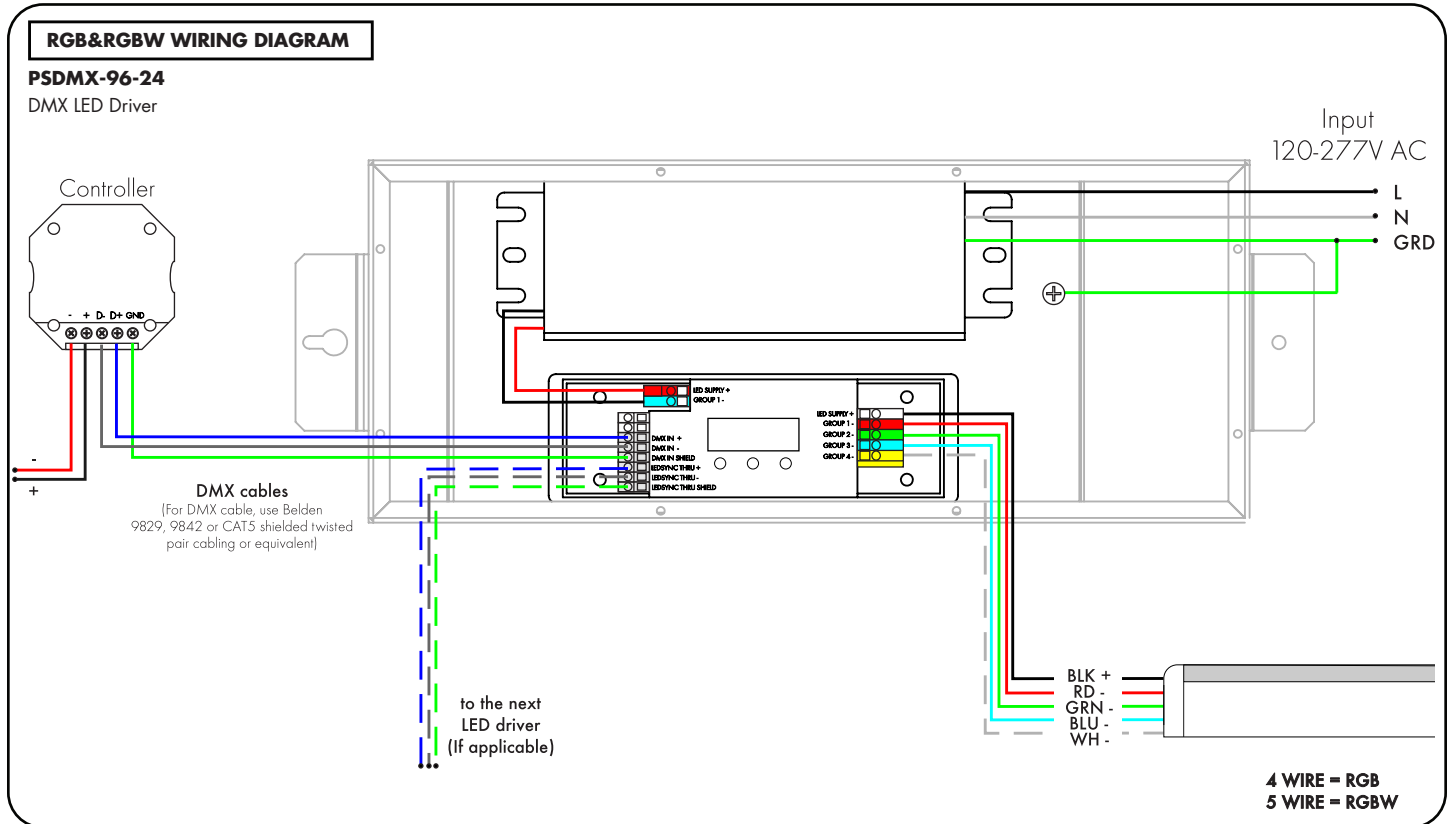 RGB&RGBW WIRING DIAGRAM
PSDMX-96-24
DMX LED Driver
Input
120-277V AC
L
N
GRD
Controller
- + D- D+ GND
LED SUPPLY +
GROUP 1 -
LED SUPPLY +
GROUP 1 -
GROUP 2 -
GROUP 3 -
GROUP 4 -
DMX IN +
DMX IN -
DMX IN SHIELD
LEDSYNC THRU +
LEDSYNC THRU -
LEDSYNC THRU SHIELD
-
+
DMX cables
(For DMX cable, use Belden
9829, 9842 or CAT5 shielded twisted
pair cabling or equivalent)
to the next
LED driver
(If applicable)
BLK +
RD -
GRN -
BLU -
WH -
4 WIRE = RGB
5 WIRE = RGBW